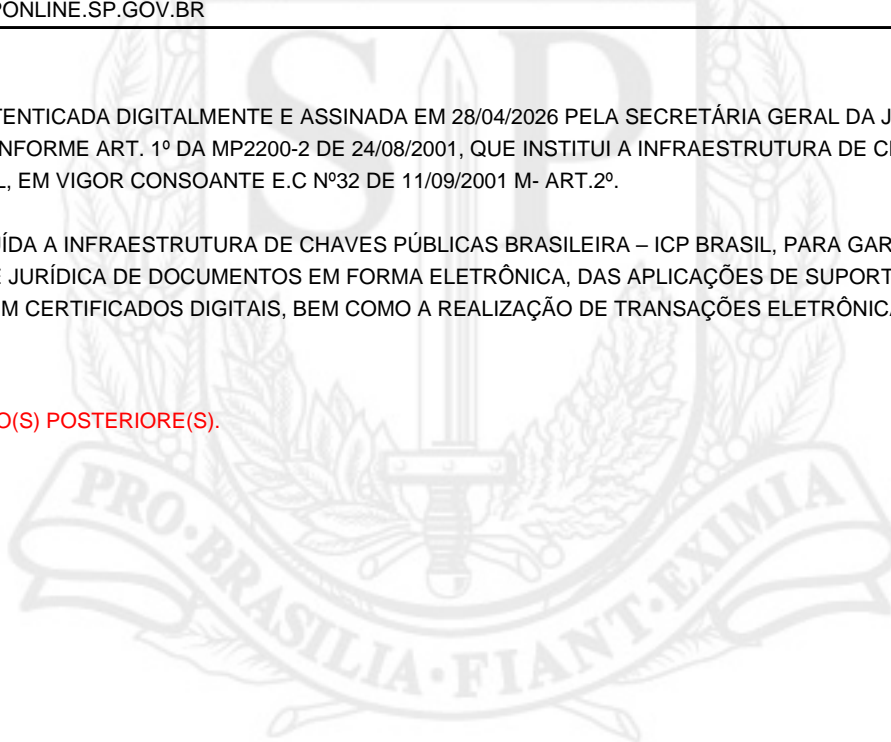 PONLINE.SP.GOV.BR
TENTICADA DIGITALMENTE E ASSINADA EM 28/04/2026 PELA SECRETÁRIA GERAL DA J
NFORME ART. 1º DA MP2200-2 DE 24/08/2001, QUE INSTITUI A INFRAESTRUTURA DE C
L, EM VIGOR CONSOANTE E.C Nº32 DE 11/09/2001 M- ART.2º.
ÍDA A INFRAESTRUTURA DE CHAVES PÚBLICAS BRASILEIRA – ICP BRASIL, PARA GAR
E JURÍDICA DE DOCUMENTOS EM FORMA ELETRÔNICA, DAS APLICAÇÕES DE SUPORT
M CERTIFICADOS DIGITAIS, BEM COMO A REALIZAÇÃO DE TRANSAÇÕES ELETRÔNICA
O(S) POSTERIORE(S).
SP
PRO·BRASILIA·FIANT·EXIMIA